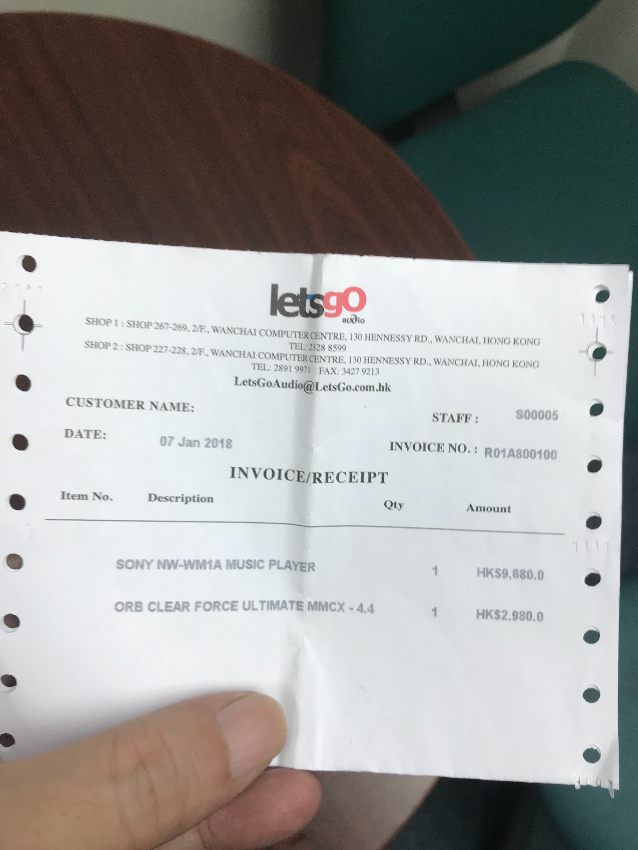 letsgo
audio
SHOP 1 : SHOP 267-269, 2/F., WANCHAI COMPUTER CENTRE, 130 HENNESSY RD., WANCHAI, HONG KONG
TEL: 2328 8599
SHOP 2 : SHOP 227-228, 2/F., WANCHAI COMPUTER CENTRE, 130 HENNESSY RD., WANCHAI, HONG KONG
TEL: 2891 9971 FAX: 3427 9213
LetsGoAudio@LetsGo.com.hk
CUSTOMER NAME:
STAFF : S00005
DATE: 07 Jan 2018
INVOICE NO. : R01A800100
INVOICE/RECEIPT
Item No. Description Qty Amount
SONY NW-WM1A MUSIC PLAYER 1 HK$9,680.0
ORB CLEAR FORCE ULTIMATE MMCX - 4.4 1 HK$2,980.0